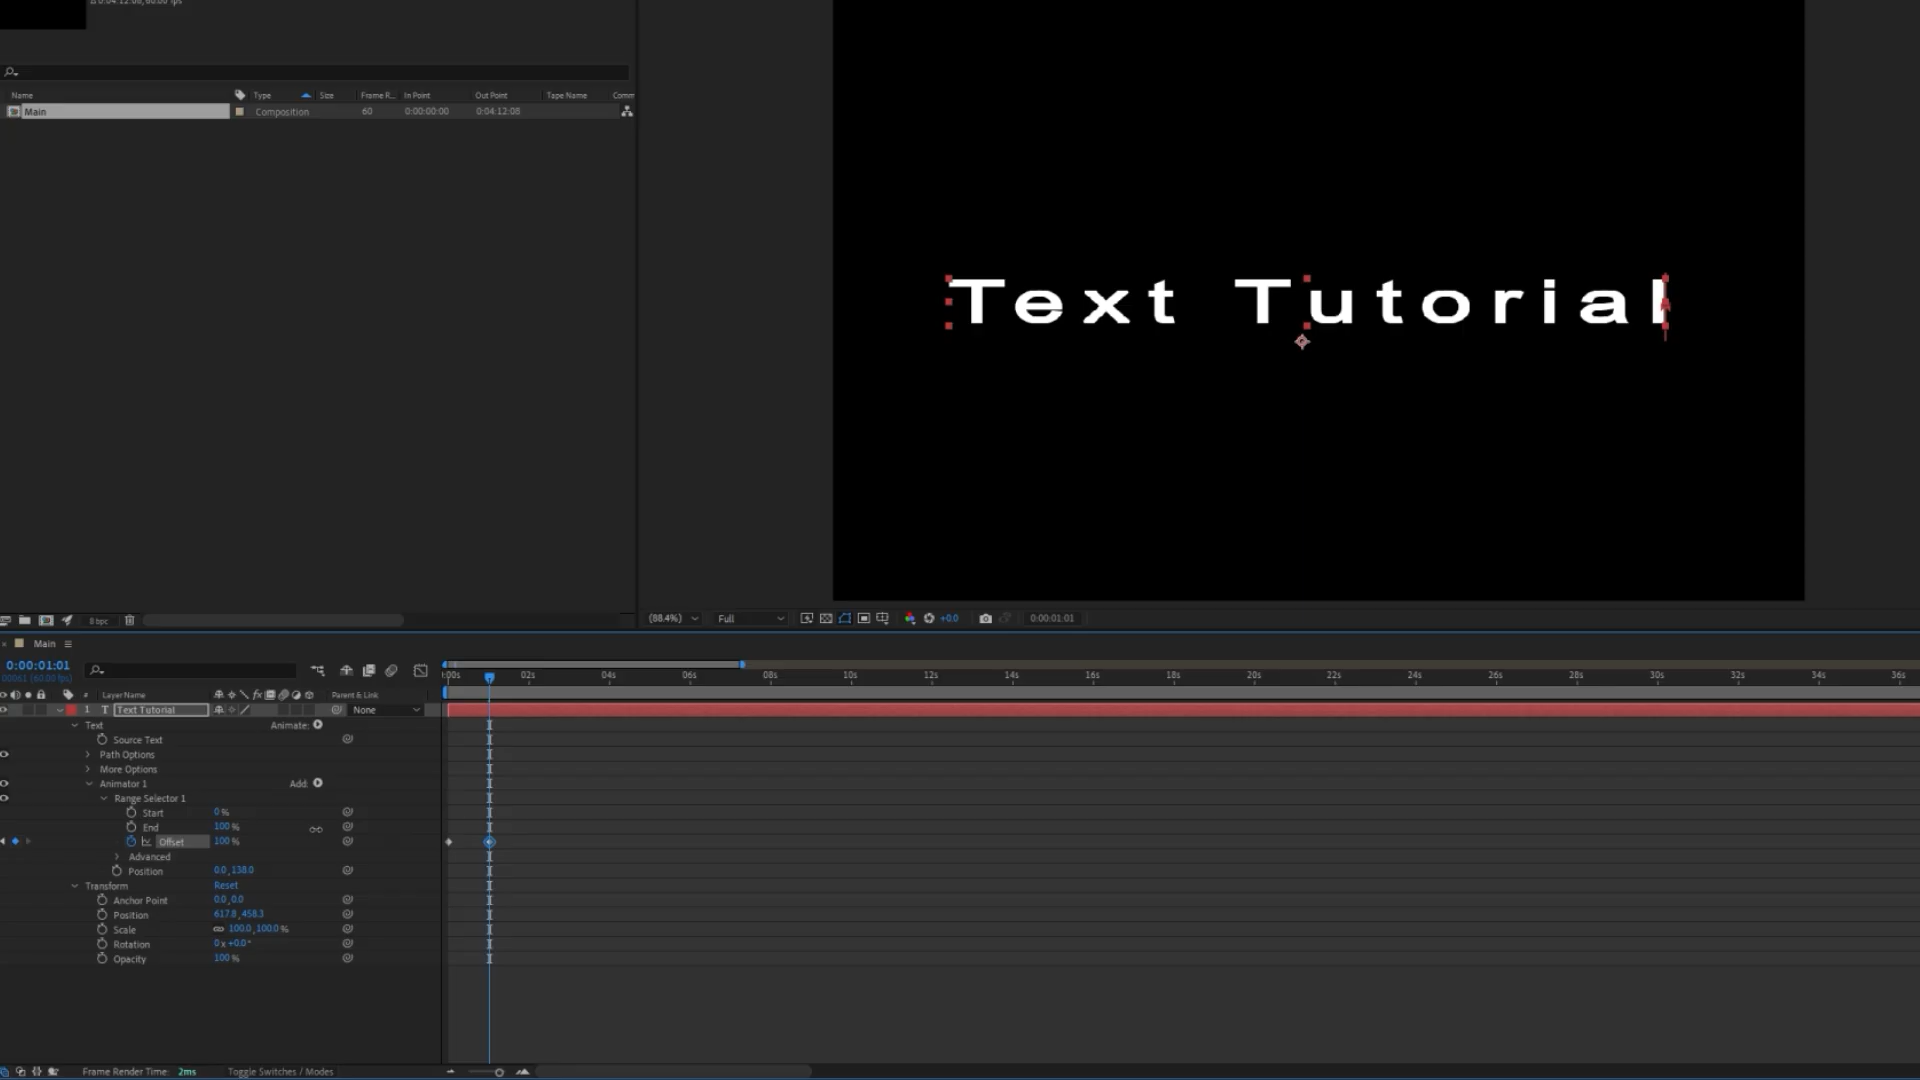 Name Type Size Frame R... In Point Out Point Tape Name Comm
Main Composition 60 0:00:00:00 0:04:12:08
Text Tutorial
8 bpc
(88.4%) Full +0.0 0:00:01:01
Main
0:00:01:01
00061 (60.00 fps)
:00s 02s 04s 06s 08s 10s 12s 14s 16s 18s 20s 22s 24s 26s 28s 30s 32s 34s 36s
# Layer Name fx Parent & Link
1 T Text Tutorial None
Text Animate:
Source Text
Path Options
More Options
Animator 1 Add:
Range Selector 1
Start 0 %
End 100 %
Offset 100 %
Advanced
Position 0.0,138.0
Transform Reset
Anchor Point 0.0,0.0
Position 617.8,458.3
Scale 100.0,100.0 %
Rotation 0 x +0.0°
Opacity 100 %
Frame Render Time: 2ms Toggle Switches / Modes